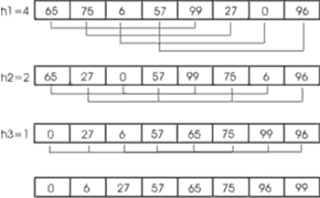 h1=4 65 75 6 57 99 27 0 96
h2=2 65 27 0 57 99 75 6 96
h3=1 0 27 6 57 65 75 99 96
0 6 27 57 65 75 96 99